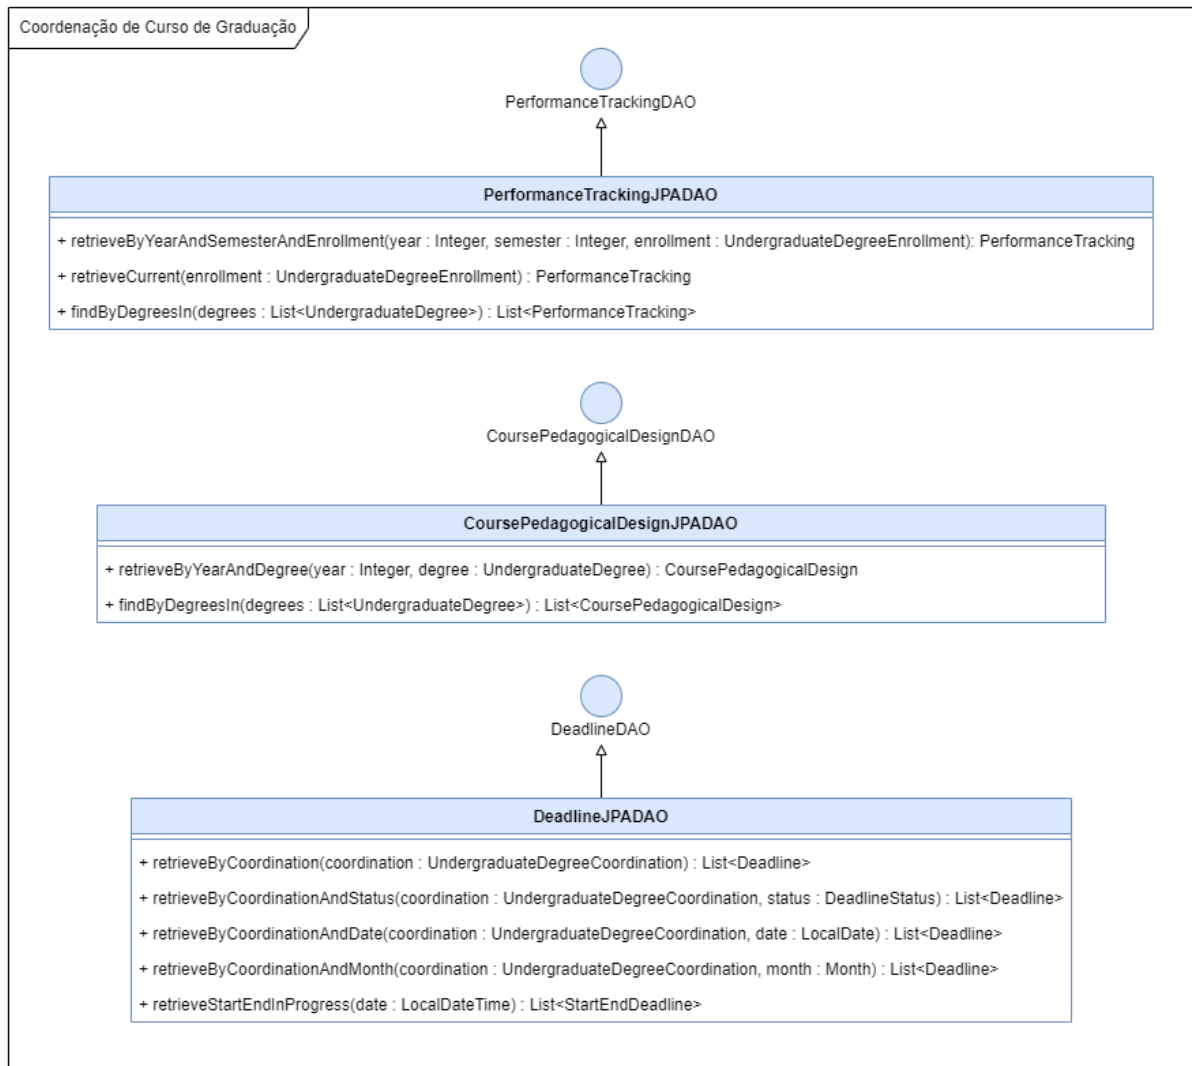 Coordenação de Curso de Graduação
PerformanceTrackingDAO
PerformanceTrackingJPADAO
+ retrieveByYearAndSemesterAndEnrollment(year : Integer, semester : Integer, enrollment : UndergraduateDegreeEnrollment): PerformanceTracking
+ retrieveCurrent(enrollment : UndergraduateDegreeEnrollment) : PerformanceTracking
+ findByDegreesIn(degrees : List<UndergraduateDegree>) : List<PerformanceTracking>
CoursePedagogicalDesignDAO
CoursePedagogicalDesignJPADAO
+ retrieveByYearAndDegree(year : Integer, degree : UndergraduateDegree) : CoursePedagogicalDesign
+ findByDegreesIn(degrees : List<UndergraduateDegree>) : List<CoursePedagogicalDesign>
DeadlineDAO
DeadlineJPADAO
+ retrieveByCoordination(coordination : UndergraduateDegreeCoordination) : List<Deadline>
+ retrieveByCoordinationAndStatus(coordination : UndergraduateDegreeCoordination, status : DeadlineStatus) : List<Deadline>
+ retrieveByCoordinationAndDate(coordination : UndergraduateDegreeCoordination, date : LocalDate) : List<Deadline>
+ retrieveByCoordinationAndMonth(coordination : UndergraduateDegreeCoordination, month : Month) : List<Deadline>
+ retrieveStartEndInProgress(date : LocalDateTime) : List<StartEndDeadline>